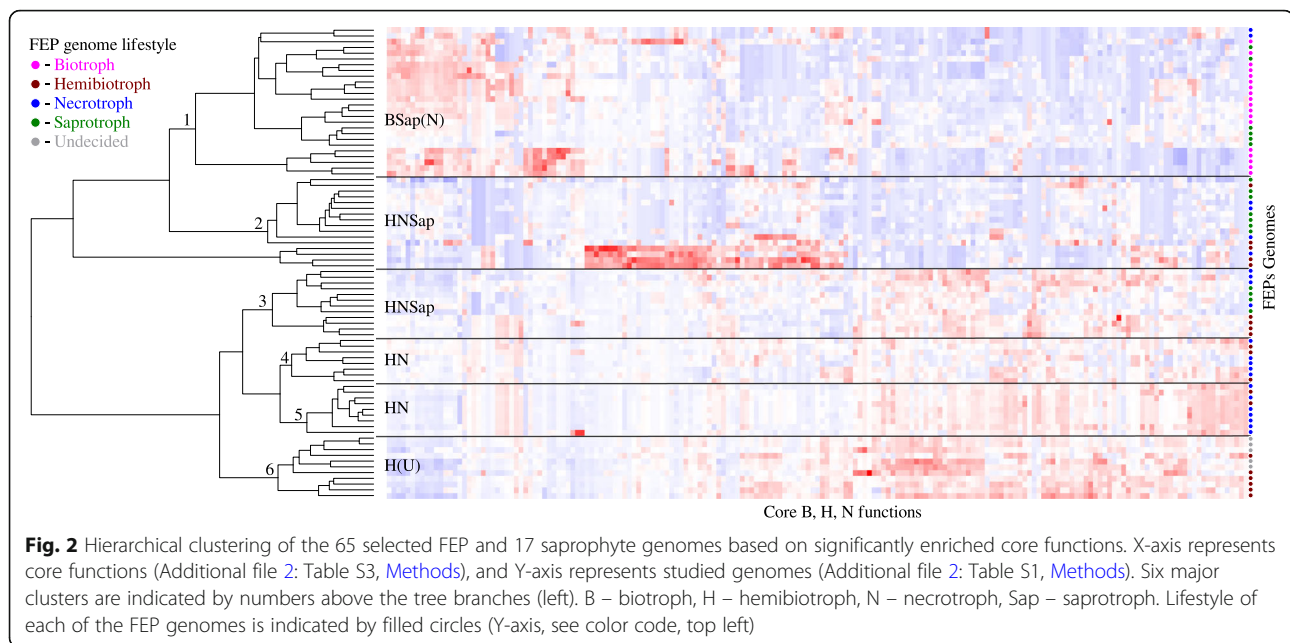 FEP genome lifestyle
- Biotroph
- Hemibiotroph
- Necrotroph
- Saprotroph
- Undecided
1
2
3
4
5
6
BSap(N)
HNSap
HNSap
HN
HN
H(U)
FEPs Genomes
Core B, H, N functions
Fig. 2 Hierarchical clustering of the 65 selected FEP and 17 saprophyte genomes based on significantly enriched core functions. X-axis represents
core functions (Additional file 2: Table S3, Methods), and Y-axis represents studied genomes (Additional file 2: Table S1, Methods). Six major
clusters are indicated by numbers above the tree branches (left). B – biotroph, H – hemibiotroph, N – necrotroph, Sap – saprotroph. Lifestyle of
each of the FEP genomes is indicated by filled circles (Y-axis, see color code, top left)